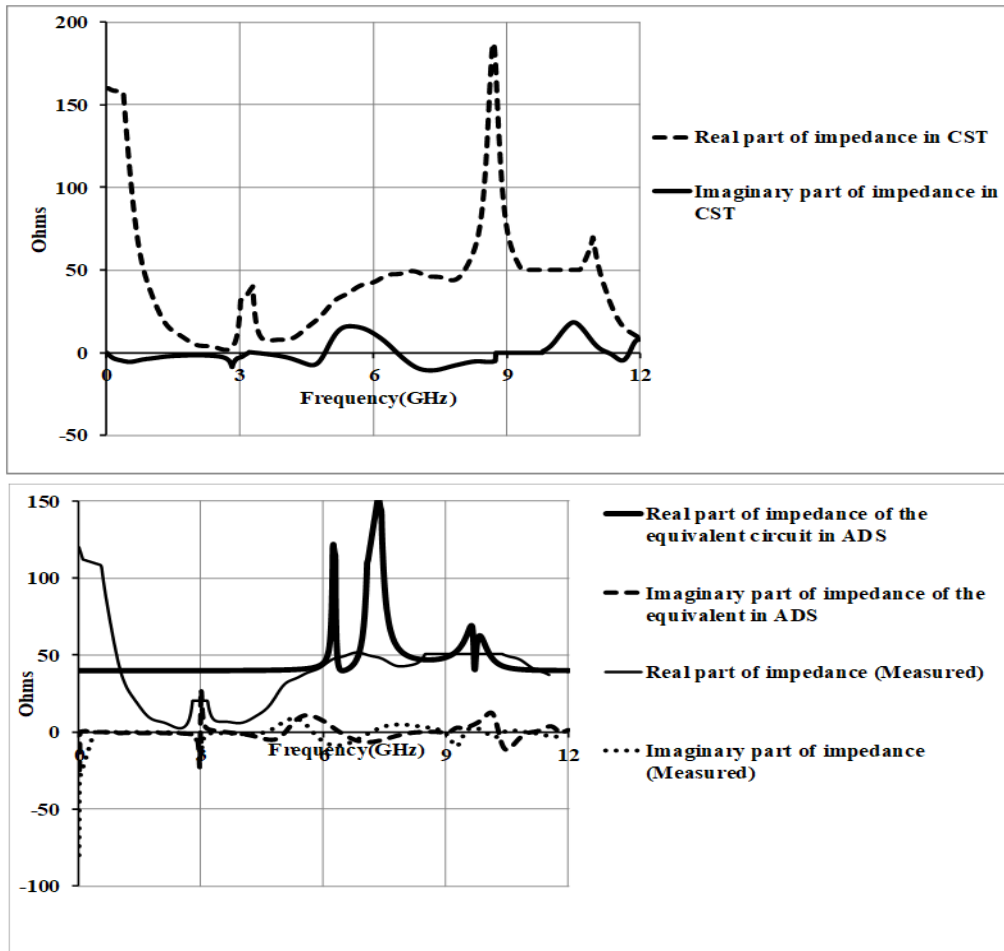 200
150
100
50
0
-50
Ohms
0
3
6
9
12
Frequency(GHz)
Real part of impedance in CST
Imaginary part of impedance in
CST
150
100
50
0
-50
-100
Ohms
0
3
6
9
12
Frequency(GHz)
Real part of impedance of the
equivalent circuit in ADS
Imaginary part of impedance of the
equivalent in ADS
Real part of impedance (Measured)
Imaginary part of impedance
(Measured)